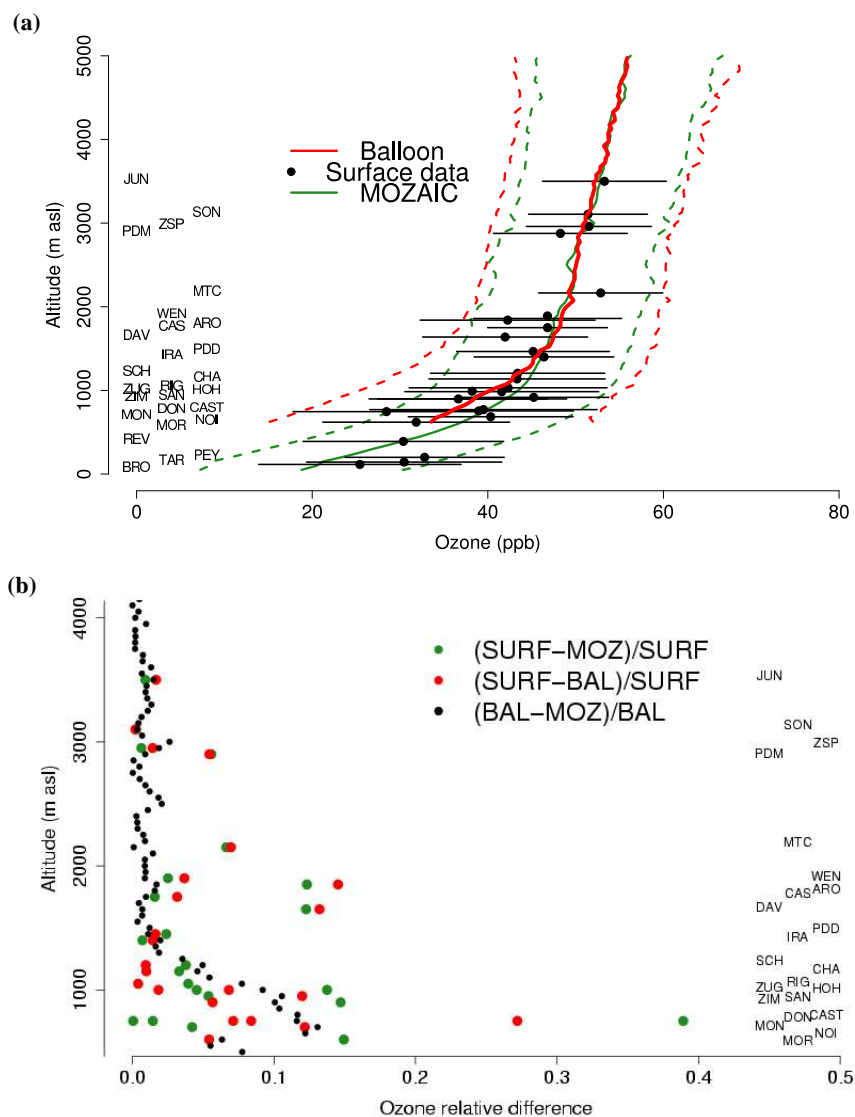 (a)
5000
4000
3000
2000
1000
0
Altitude (m asl)
Balloon
Surface data
MOZAIC
JUN
SON
ZSP
PDM
MTC
WEN
ARO
CAS
DAV
PDD
IRA
SCH
CHA
ZUG RIG HOH
ZIM SAN
DON CAST
MON NOI
MOR
REV
PEY
TAR
BRO
0 20 40 60 80
Ozone (ppb)
(b)
4000
3000
2000
1000
Altitude (m asl)
(SURF−MOZ)/SURF
(SURF−BAL)/SURF
(BAL−MOZ)/BAL
JUN
SON
ZSP
PDM
MTC
WEN
ARO
CAS
DAV
PDD
IRA
SCH
CHA
RIG
ZUG HOH
ZIM SAN
DON CAST
MON
NOI
MOR
0.0 0.1 0.2 0.3 0.4 0.5
Ozone relative difference